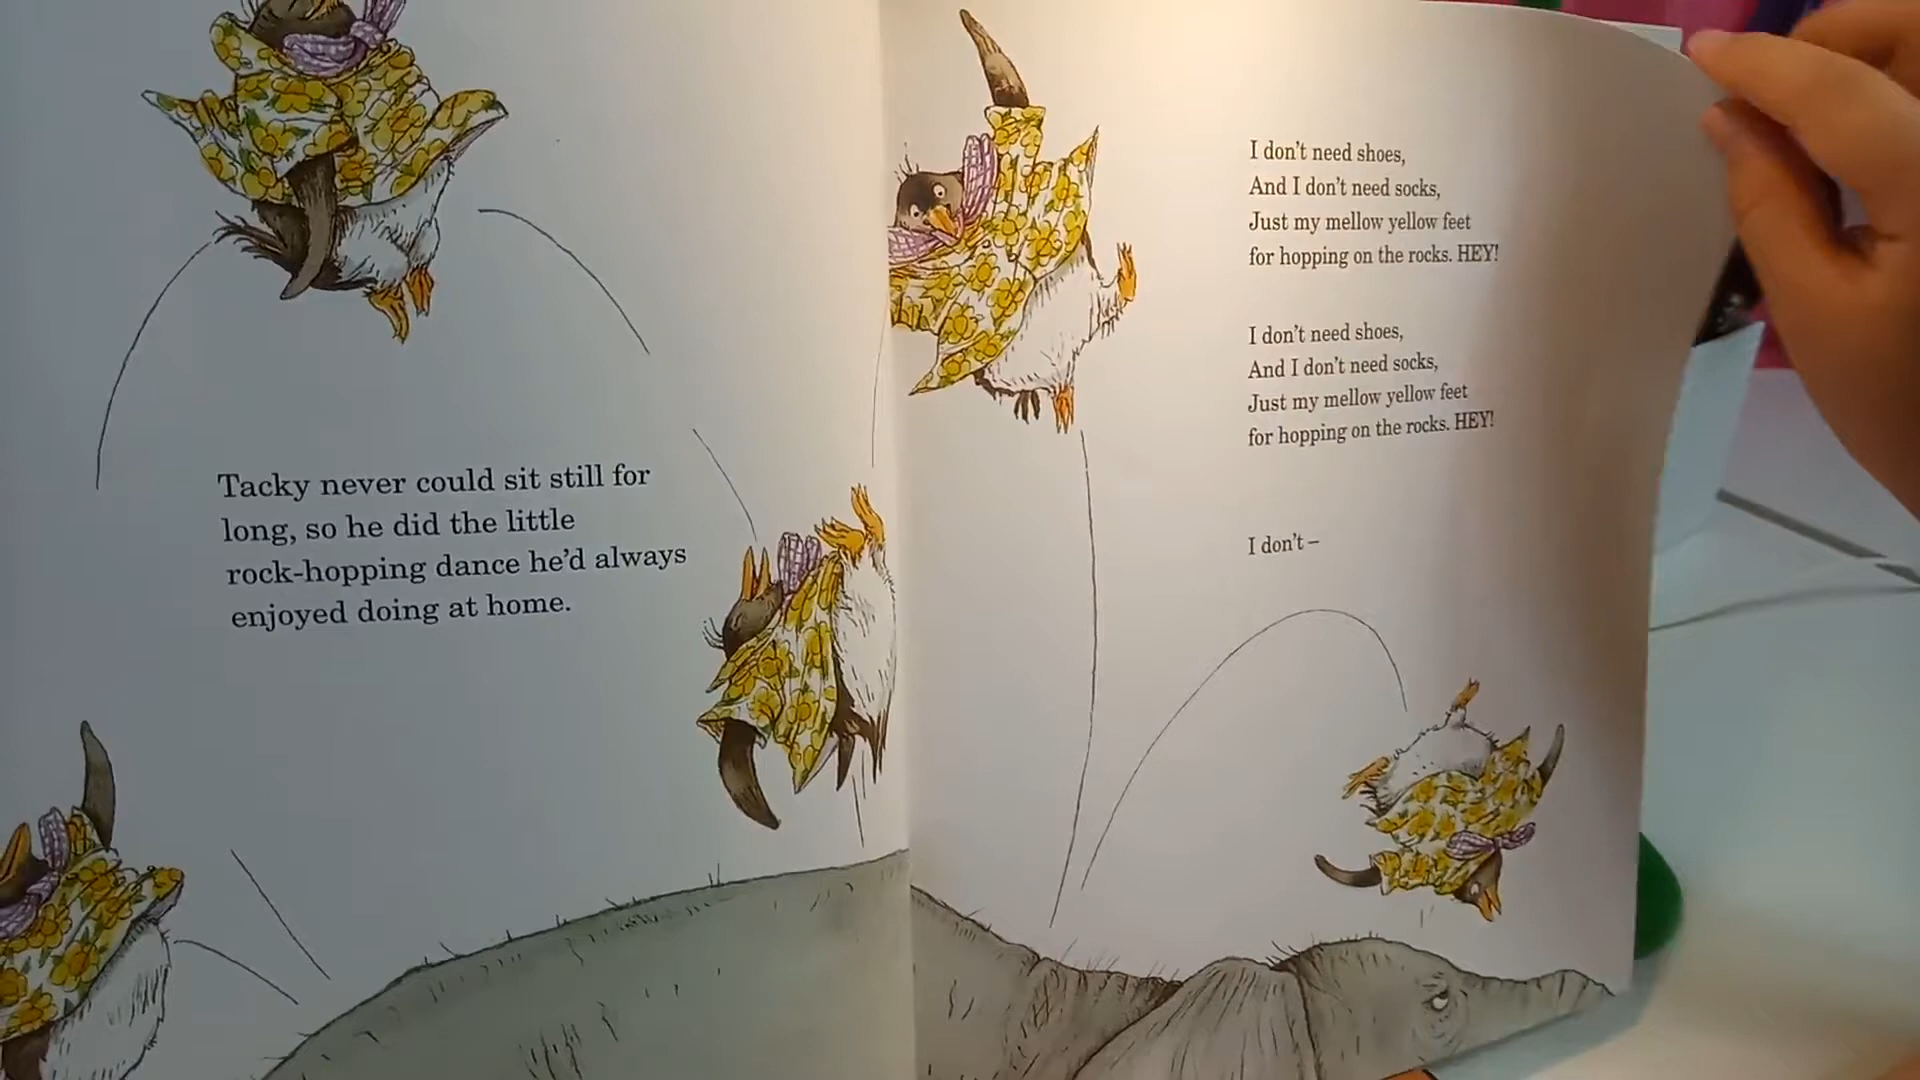 Tacky never could sit still for
long, so he did the little
rock-hopping dance he'd always
enjoyed doing at home.
I don't need shoes,
And I don't need socks,
Just my mellow yellow feet
for hopping on the rocks. HEY!
I don't need shoes,
And I don't need socks,
Just my mellow yellow feet
for hopping on the rocks. HEY!
I don't –